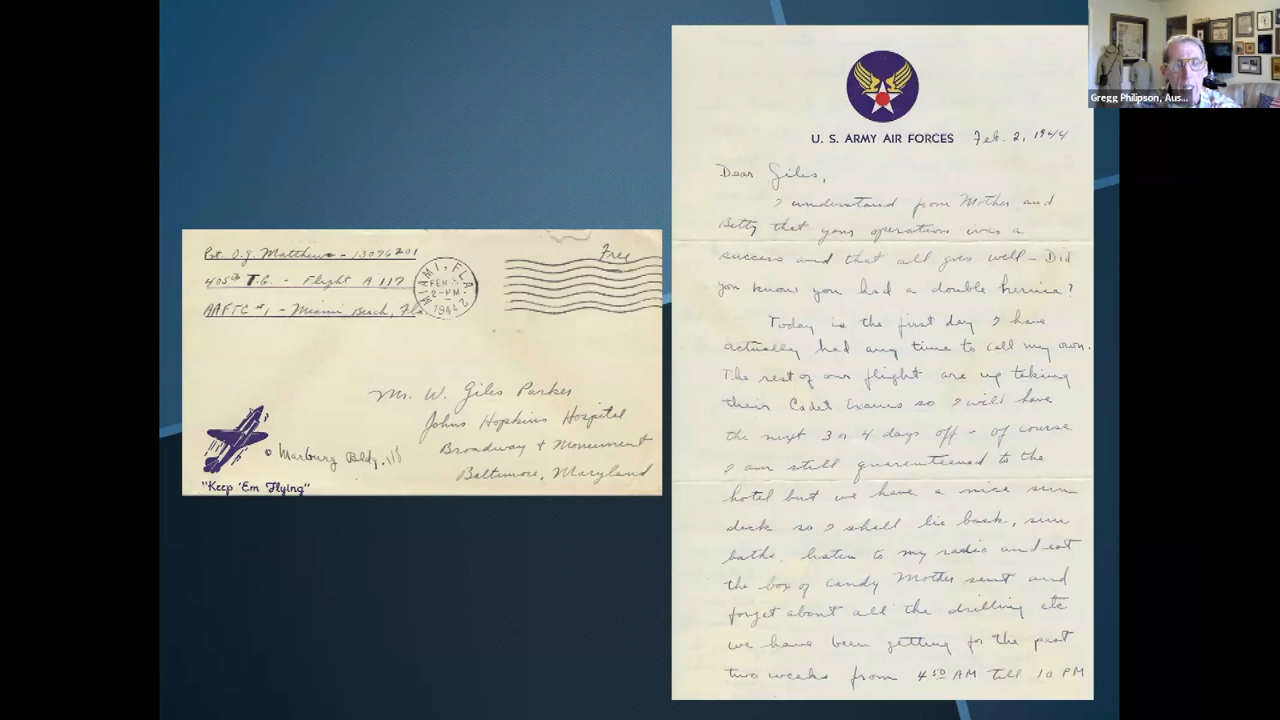 Pvt. O.J. Matthews - 13096201
405th T.G. - Flight A 117
AAFTC #1 - Miami Beach, Fla
MIAMI, FLA.
FEB
2-PM
1944
Free
Mr. W. Giles Parker
Johns Hopkins Hospital
Broadway + Monument
Baltimore, Maryland
Marburg Bldg.
"Keep 'Em Flying"
U. S. ARMY AIR FORCES
Feb. 2, 1944
Dear Giles,
I understand from Mother and
Betty that your operation was a
success and that all goes well - Did
you know you had a double hernia?
Today is the first day I have
actually had any time to call my own.
The rest of our flight are up taking
their Cadet Exams so I will have
the next 3 or 4 days off - of course
I am still quaranteened to the
hotel but we have a nice sun
deck so I shall lie back, sun
bathe, listen to my radio and eat
the box of candy Mother sent and
forget about all the drilling etc
we have been getting for the past
two weeks from 4 50 AM till 10 PM
Gregg Philipson, Aus...